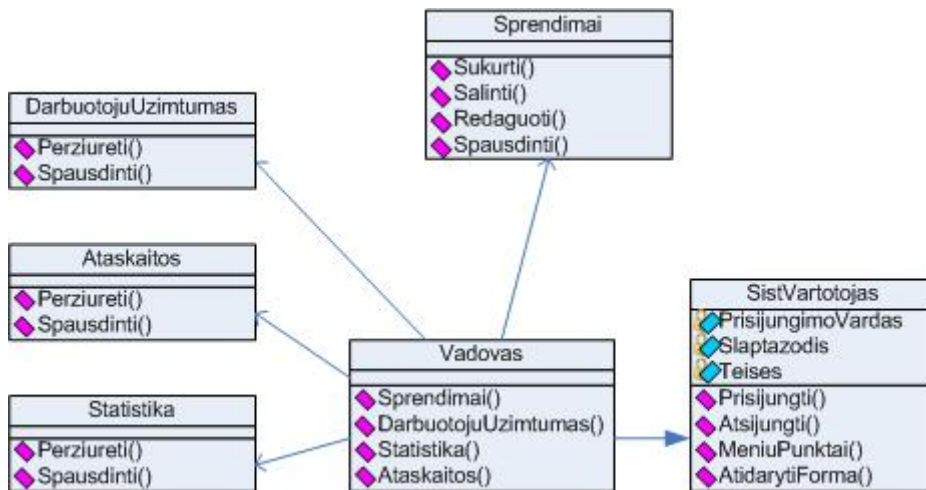 Sprendimai
Sukurti()
Salinti()
Redaguoti()
Spausdinti()
DarbuotojuUzimtumas
Perziureti()
Spausdinti()
Ataskaitos
Perziureti()
Spausdinti()
Statistika
Perziureti()
Spausdinti()
Vadovas
Sprendimai()
DarbuotojuUzimtumas()
Statistika()
Ataskaitos()
SistVartotojas
PrisijungimoVardas
Slaptazodis
Teises
Prisijungti()
Atsijungti()
MeniuPunktai()
AtidarytiForma()